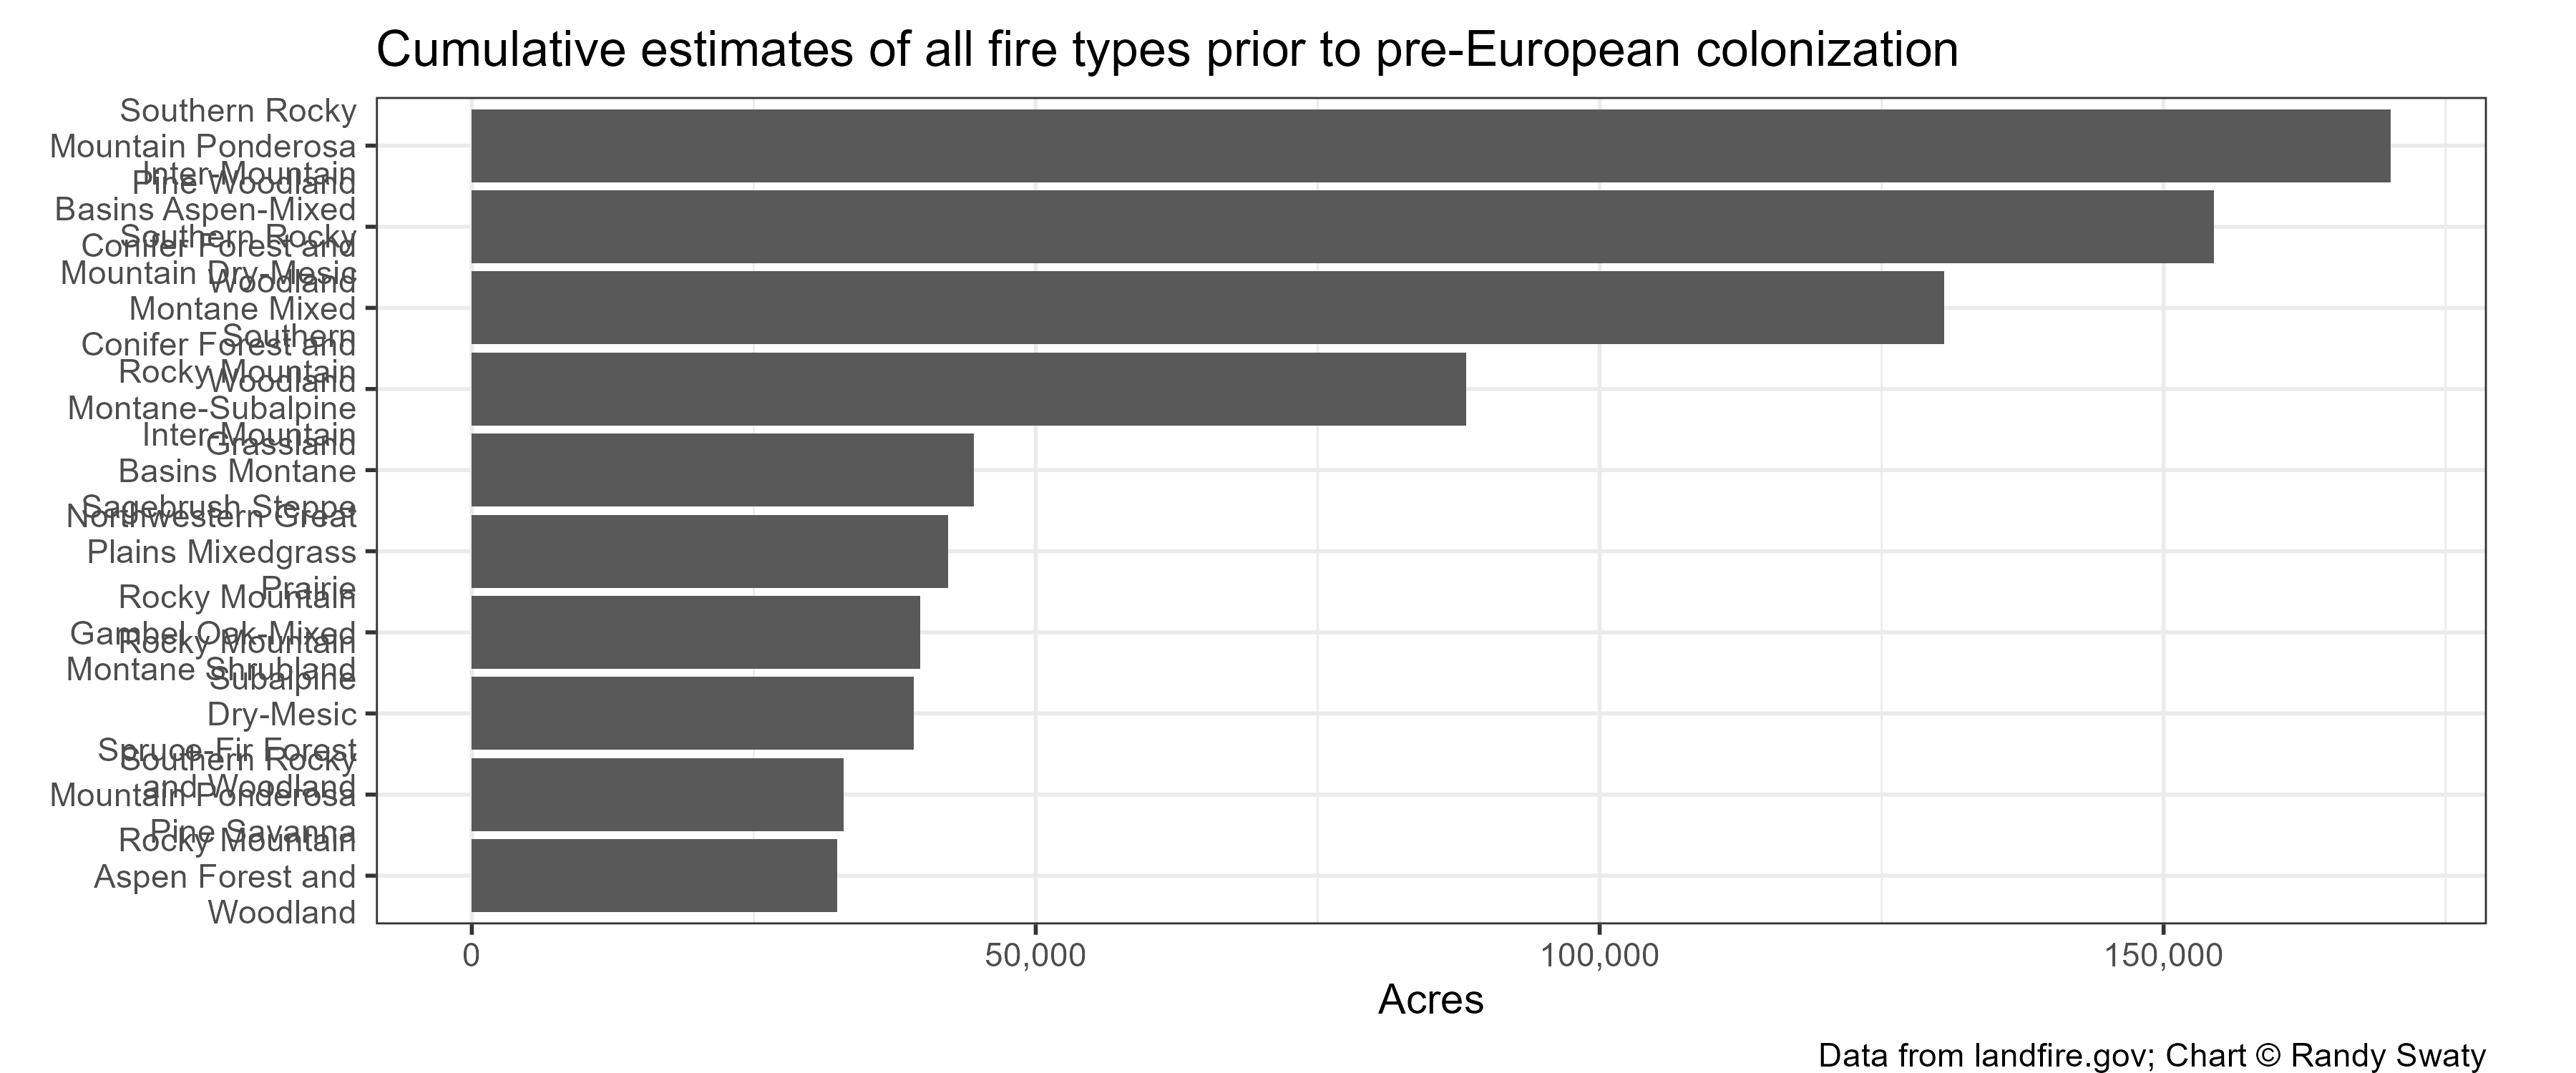 Cumulative estimates of all fire types prior to pre-European colonization
Southern Rocky
Mountain Ponderosa
Pine Woodland
Inter-Mountain
Basins Aspen-Mixed
Conifer Forest and
Woodland
Southern Rocky
Mountain Dry-Mesic
Montane Mixed
Conifer Forest and
Woodland
Southern
Rocky Mountain
Montane-Subalpine
Grassland
Inter-Mountain
Basins Montane
Sagebrush Steppe
Northwestern Great
Plains Mixedgrass
Prairie
Rocky Mountain
Gambel Oak-Mixed
Montane Shrubland
Rocky Mountain
Subalpine
Dry-Mesic
Spruce-Fir Forest
and Woodland
Southern Rocky
Mountain Ponderosa
Pine Savanna
Rocky Mountain
Aspen Forest and
Woodland
0
50,000
100,000
150,000
Acres
Data from landfire.gov; Chart © Randy Swaty